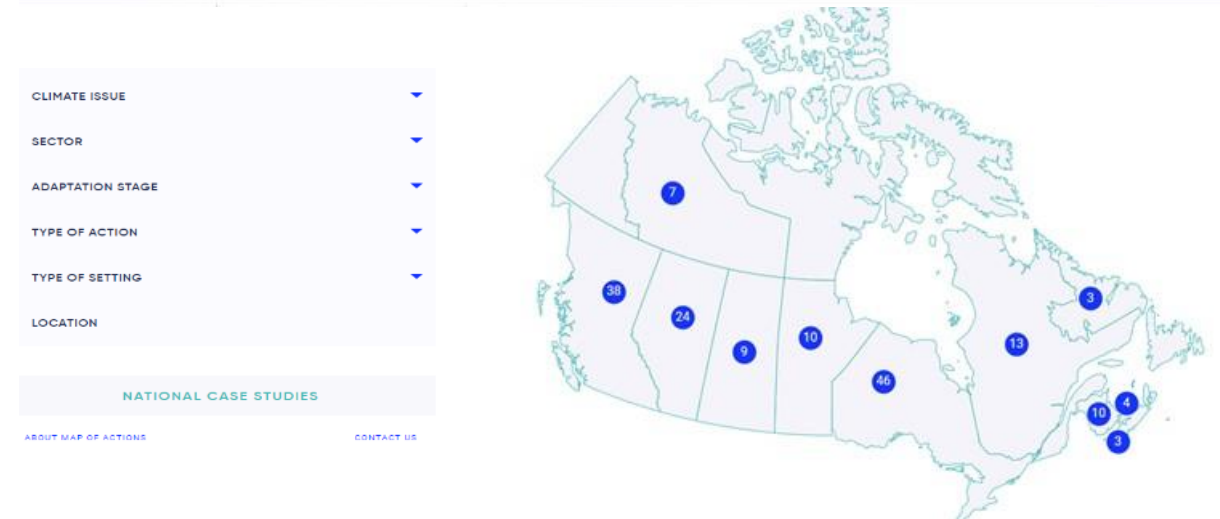 CLIMATE ISSUE
SECTOR
ADAPTATION STAGE
TYPE OF ACTION
TYPE OF SETTING
LOCATION
NATIONAL CASE STUDIES
ABOUT MAP OF ACTIONS CONTACT US
7
38
24
9
10
46
13
3
4
10
3